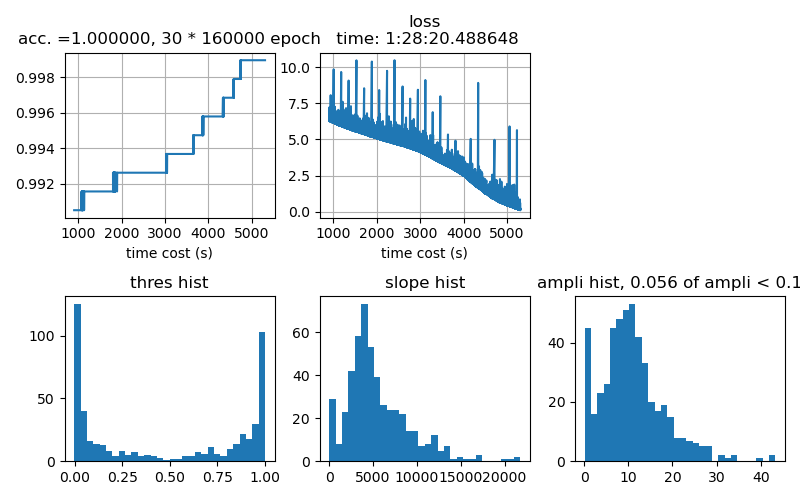 loss
acc. =1.000000, 30 * 160000 epoch time: 1:28:20.488648
0.998
0.996
0.994
0.992
1000 2000 3000 4000 5000
time cost (s)
10.0
7.5
5.0
2.5
0.0
1000 2000 3000 4000 5000
time cost (s)
thres hist
100
50
0
0.00 0.25 0.50 0.75 1.00
slope hist
60
40
20
0
0 5000 10000 15000 20000
ampli hist, 0.056 of ampli < 0.1
40
20
0
0 10 20 30 40